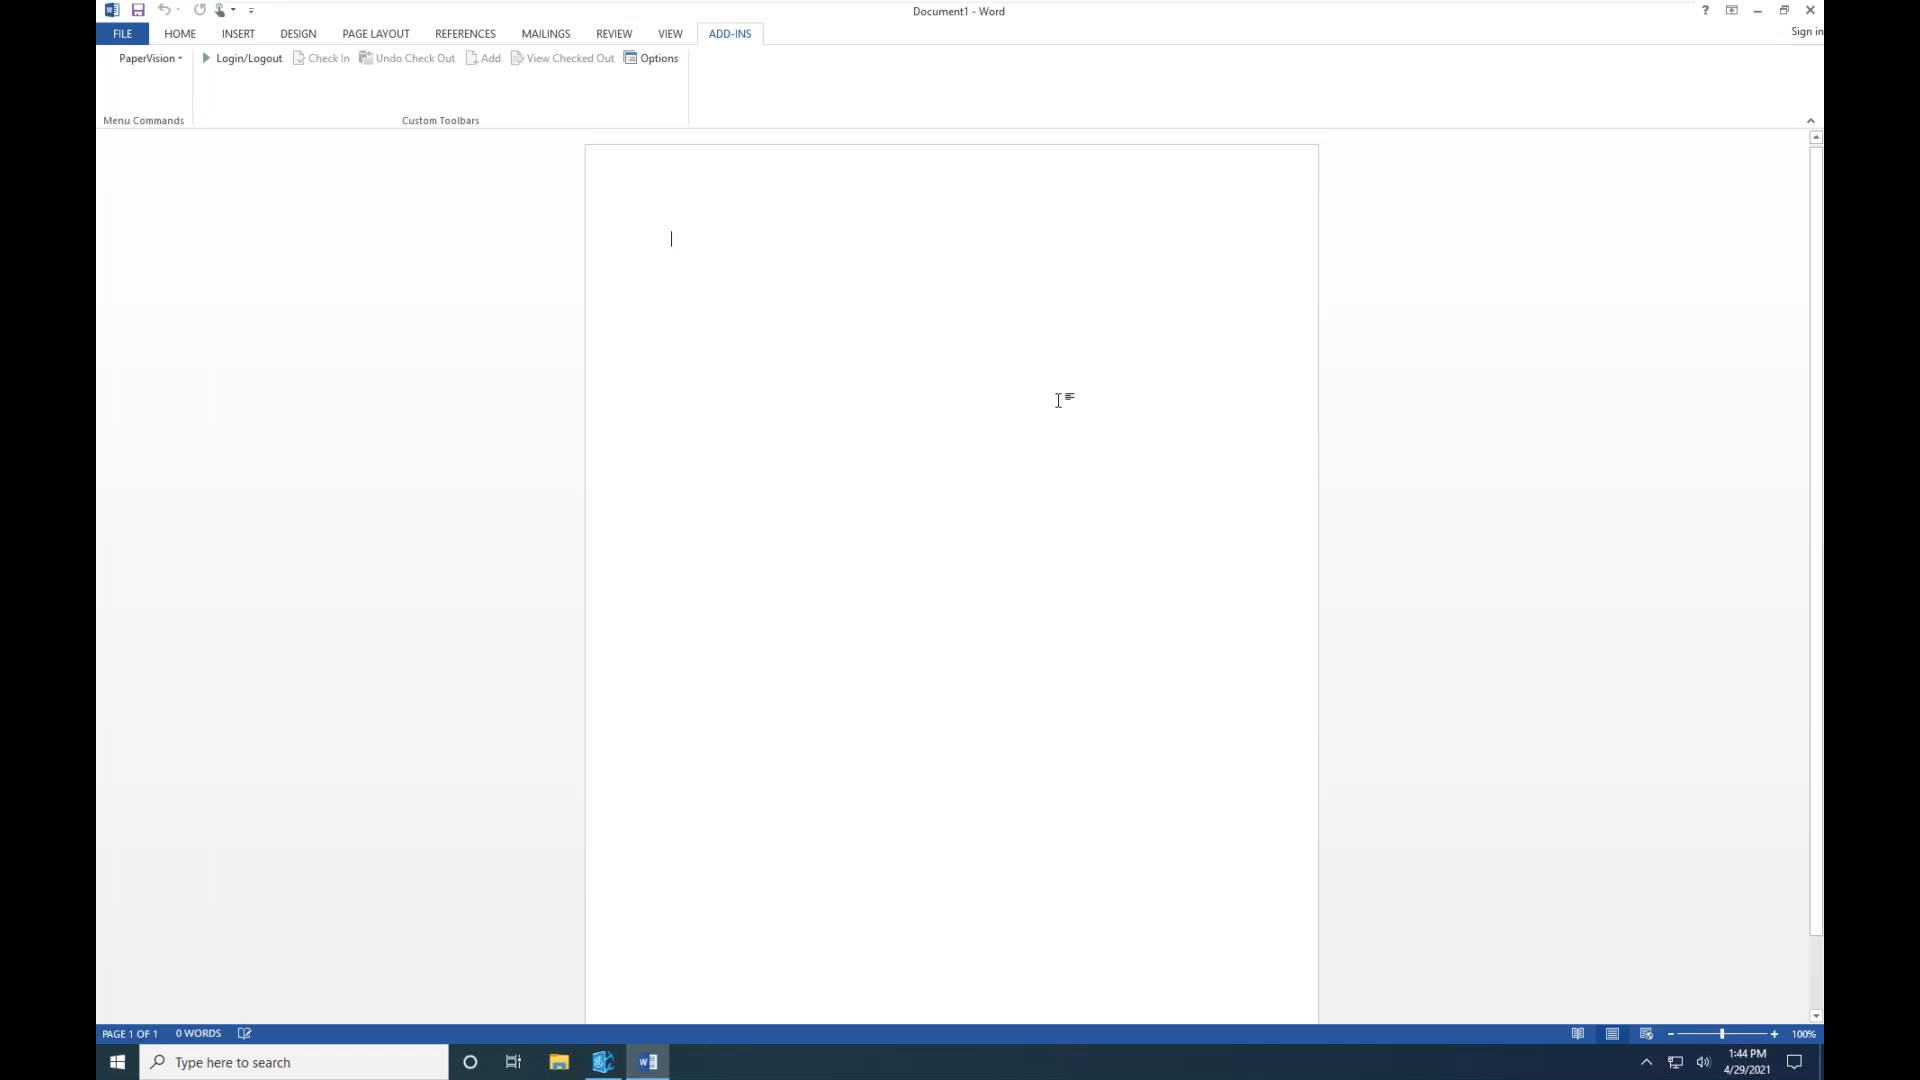 Document1 - Word
?
Sign in
FILE HOME INSERT DESIGN PAGE LAYOUT REFERENCES MAILINGS REVIEW VIEW ADD-INS
PaperVision Login/Logout Check In Undo Check Out Add View Checked Out Options
Menu Commands Custom Toolbars
PAGE 1 OF 1 0 WORDS 100%
Type here to search
1:44 PM
4/29/2021